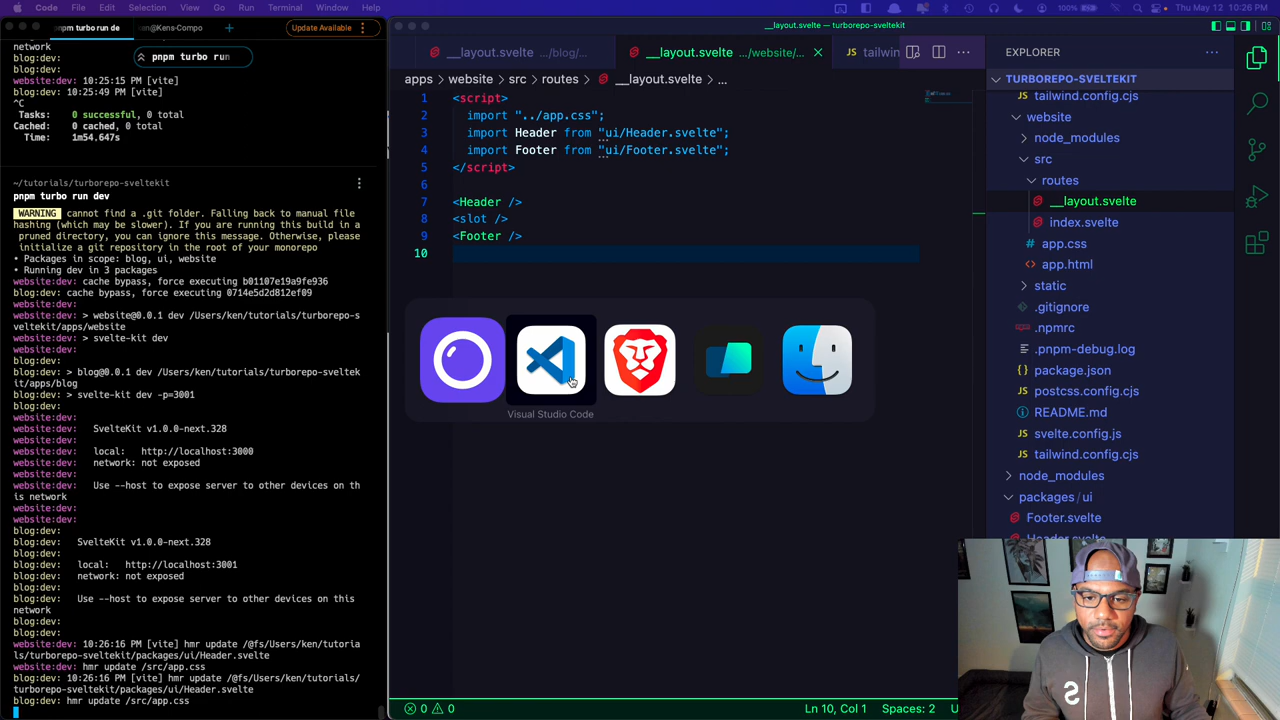 Code File Edit Selection View Go Run Terminal Window Help
Thu May 12 10:26 PM
pnpm turbo run de
n@Kens-Compo
+
Update Available
network
blog:dev:
blog:dev:
pnpm turbo run
website:dev: 10:25:15 PM [vite]
blog:dev: 10:25:49 PM [vite]
^C
Tasks: 0 successful, 0 total
Cached: 0 cached, 0 total
Time: 1m54.647s
~/tutorials/turborepo-sveltekit
pnpm turbo run dev
WARNING cannot find a .git folder. Falling back to manual file
hashing (which may be slower). If you are running this build in a
pruned directory, you can ignore this message. Otherwise, please
initialize a git repository in the root of your monorepo
• Packages in scope: blog, ui, website
• Running dev in 3 packages
website:dev: cache bypass, force executing b01107e19a9fe936
blog:dev: cache bypass, force executing 0714e5d2d812ef09
website:dev:
website:dev: > website@0.0.1 dev /Users/ken/tutorials/turborepo-s
veltekit/apps/website
website:dev: > svelte-kit dev
website:dev:
blog:dev:
blog:dev: > blog@0.0.1 dev /Users/ken/tutorials/turborepo-sveltek
it/apps/blog
blog:dev: > svelte-kit dev -p=3001
blog:dev:
website:dev:
website:dev: SvelteKit v1.0.0-next.328
website:dev:
website:dev: local: http://localhost:3000
website:dev: network: not exposed
website:dev:
website:dev: Use --host to expose server to other devices on th
is network
website:dev:
website:dev:
blog:dev:
blog:dev: SvelteKit v1.0.0-next.328
blog:dev:
blog:dev: local: http://localhost:3001
blog:dev: network: not exposed
blog:dev:
blog:dev: Use --host to expose server to other devices on this
network
blog:dev:
blog:dev:
website:dev: 10:26:16 PM [vite] hmr update /@fs/Users/ken/tutoria
ls/turborepo-sveltekit/packages/ui/Header.svelte
website:dev: hmr update /src/app.css
blog:dev: 10:26:16 PM [vite] hmr update /@fs/Users/ken/tutorials/
turborepo-sveltekit/packages/ui/Header.svelte
blog:dev: hmr update /src/app.css
__layout.svelte — turborepo-sveltekit
__layout.svelte .../blog/...
__layout.svelte .../website/...
tailwin
apps > website > src > routes > __layout.svelte > ...
1 <script>
2 import "../app.css";
3 import Header from "ui/Header.svelte";
4 import Footer from "ui/Footer.svelte";
5 </script>
6
7 <Header />
8 <slot />
9 <Footer />
10
Visual Studio Code
0 0
Ln 10, Col 1 Spaces: 2 U
EXPLORER
TURBOREPO-SVELTEKIT
tailwind.config.cjs
website
node_modules
src
routes
__layout.svelte
index.svelte
app.css
app.html
static
.gitignore
.npmrc
.pnpm-debug.log
package.json
postcss.config.cjs
README.md
svelte.config.js
tailwind.config.cjs
node_modules
packages / ui
Footer.svelte
Header.svelte